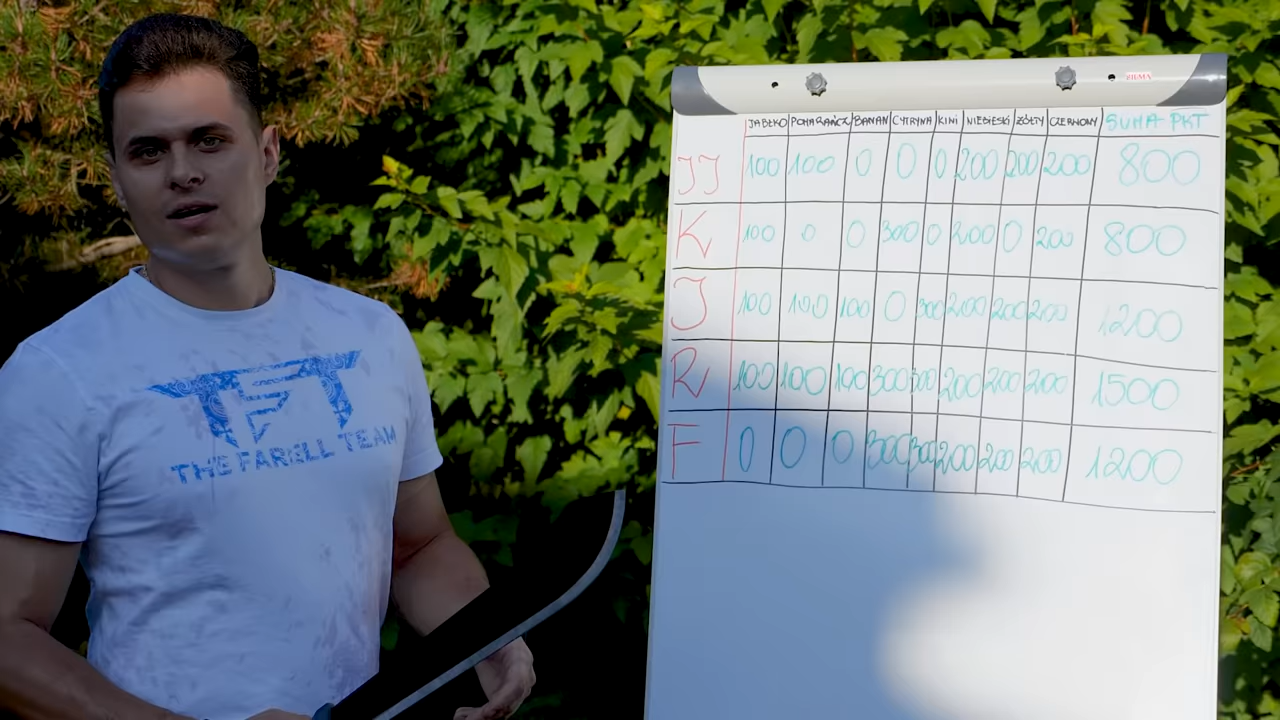 TFT
THE FARELL TEAM
JABŁKO POMARAŃCZ BANAN CYTRYNA KINI NIEBIESKI ŻÓŁTY CZERWONY SUMA PKT
JJ 100 100 0 0 0 200 200 200 800
K 100 0 0 300 0 200 0 200 800
J 100 100 100 0 300 200 200 200 1200
R 100 100 100 300 300 200 200 200 1500
F 0 0 0 300 300 200 200 200 1200